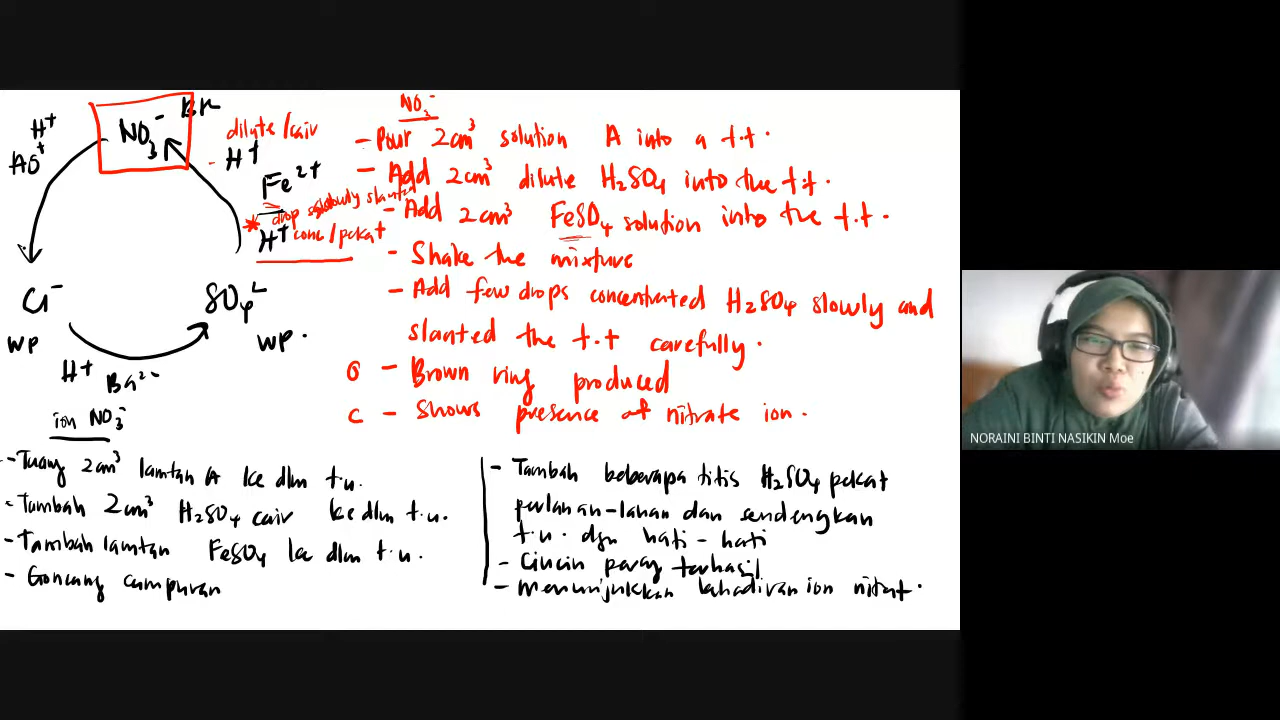 NO3⁻
BR
H⁺
Ag⁺
dilute/cair
- H⁺
Fe²⁺
* drop slowly slanted
H⁺ conc/pekat
Cl⁻
WP
SO4²⁻
WP.
H⁺
Ba²⁻
NO3⁻
- Pour 2cm³ solution A into a t.t.
- Add 2cm³ dilute H2SO4 into the t.t.
- Add 2cm³ FeSO4 solution into the t.t.
- Shake the mixture
- Add few drops concentrated H2SO4 slowly and
slanted the t.t carefully.
O - Brown ring produced
C - Shows presence of nitrate ion.
ion NO3⁻
- Tuang 2cm³ larutan A ke dlm t.u.
- Tambah 2cm³ H2SO4 cair ke dlm t.u.
- Tambah larutan FeSO4 ke dlm t.u.
- Goncang campuran
- Tambah beberapa titis H2SO4 pekat
perlahan-lahan dan sendengkan
t.u. dgn hati-hati
- Cincin perang terhasil
- Menunjukkan kehadiran ion nitrat.
NORAINI BINTI NASIKIN Moe